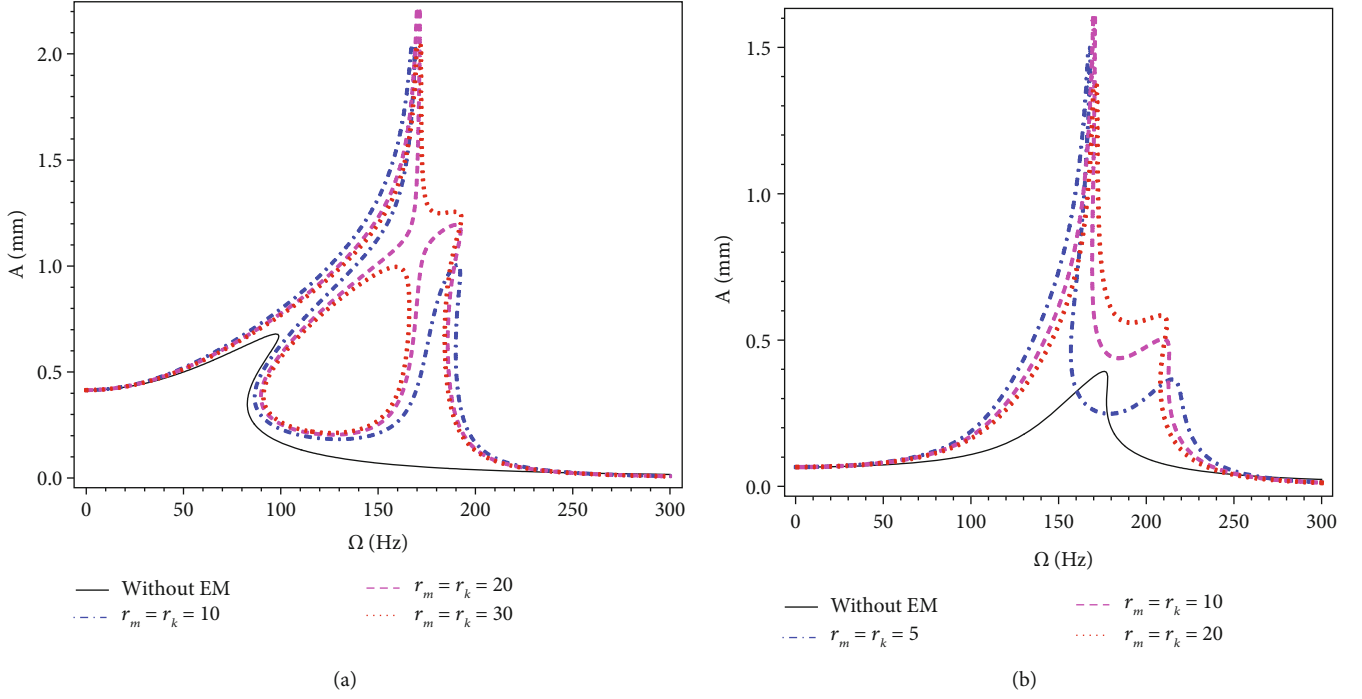 2.0
1.5
1.0
0.5
0.0
A (mm)
0 50 100 150 200 250 300
Ω (Hz)
Without EM
r_m = r_k = 10
r_m = r_k = 20
r_m = r_k = 30
(a)
1.5
1.0
0.5
0.0
A (mm)
0 50 100 150 200 250 300
Ω (Hz)
Without EM
r_m = r_k = 5
r_m = r_k = 10
r_m = r_k = 20
(b)